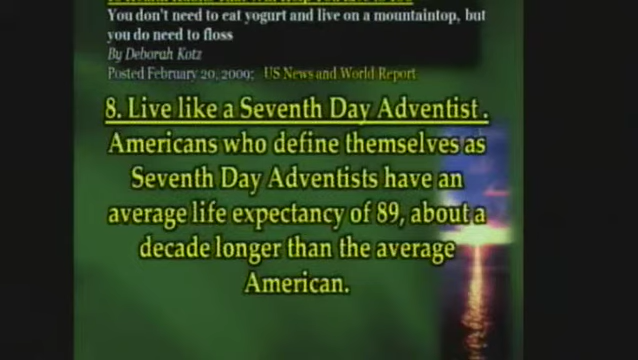 You don't need to eat yogurt and live on a mountaintop, but
you do need to floss
By Deborah Kotz
Posted February 20, 2009; US News and World Report
8. Live like a Seventh Day Adventist .
Americans who define themselves as
Seventh Day Adventists have an
average life expectancy of 89, about a
decade longer than the average
American.